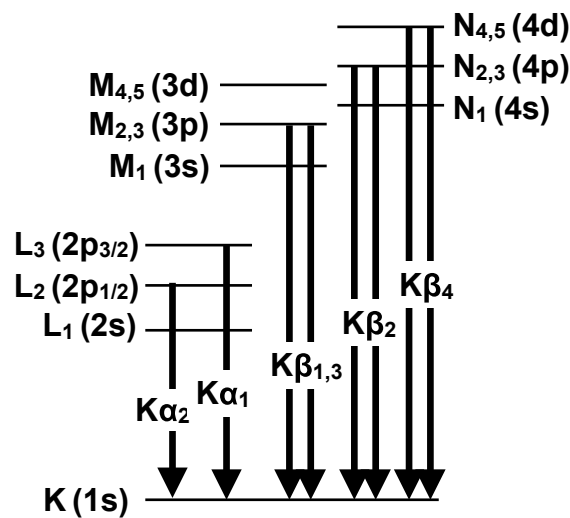 N4,5 (4d)
N2,3 (4p)
N1 (4s)
M4,5 (3d)
M2,3 (3p)
M1 (3s)
L3 (2p3/2)
L2 (2p1/2)
L1 (2s)
Kα2
Kα1
Kβ1,3
Kβ2
Kβ4
K (1s)